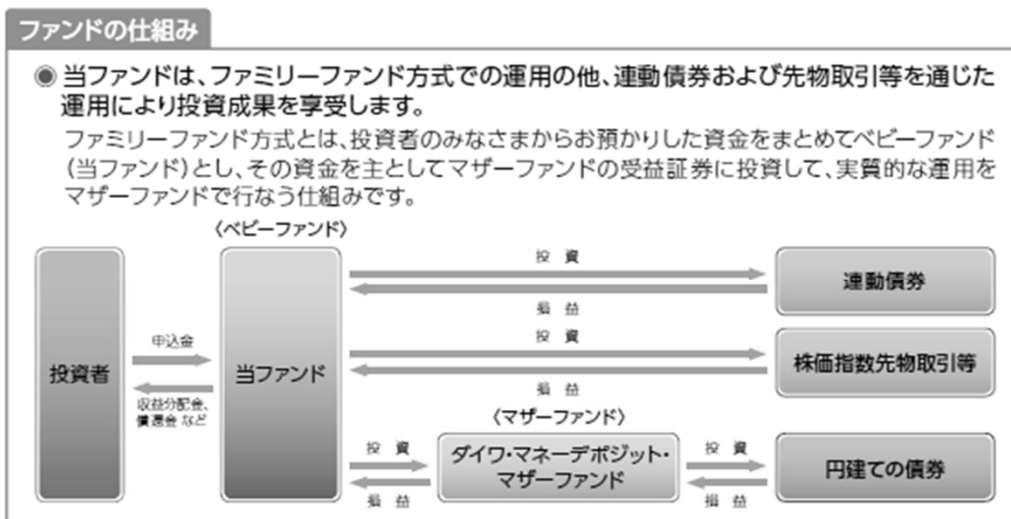 ファンドの仕組み
◉ 当ファンドは、ファミリーファンド方式での運用の他、連動債券および先物取引等を通じた
運用により投資成果を享受します。
ファミリーファンド方式とは、投資者のみなさまからお預かりした資金をまとめてベビーファンド
(当ファンド)とし、その資金を主としてマザーファンドの受益証券に投資して、実質的な運用を
マザーファンドで行なう仕組みです。
〈ベビーファンド〉
投資者
申込金
収益分配金、
償還金 など
当ファンド
投 資
損 益
連動債券
投 資
損 益
株価指数先物取引等
〈マザーファンド〉
投 資
損 益
ダイワ・マネーデポジット・
マザーファンド
投 資
損 益
円建ての債券